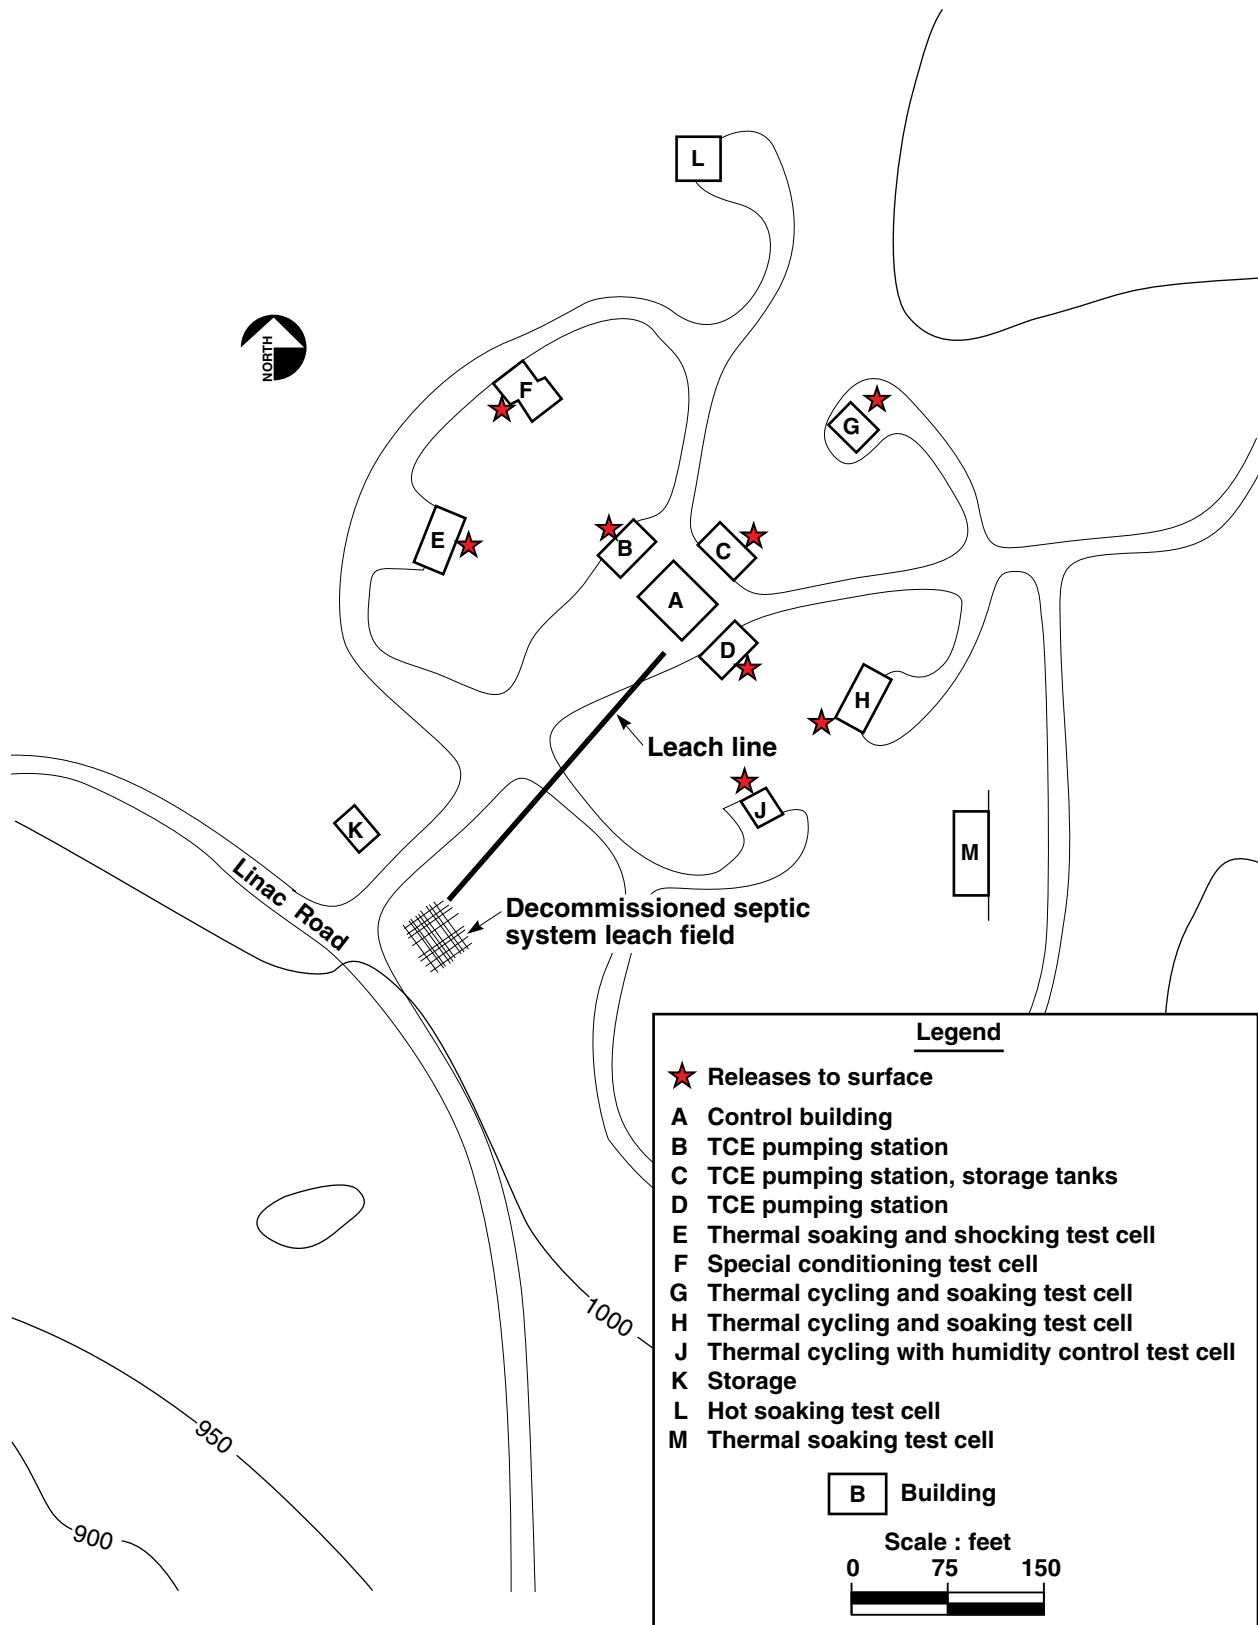 L
NORTH
F
G
E
B
C
A
D
H
Leach line
J
K
M
Linac Road
Decommissioned septic
system leach field
1000
950
900
Legend
Releases to surface
A Control building
B TCE pumping station
C TCE pumping station, storage tanks
D TCE pumping station
E Thermal soaking and shocking test cell
F Special conditioning test cell
G Thermal cycling and soaking test cell
H Thermal cycling and soaking test cell
J Thermal cycling with humidity control test cell
K Storage
L Hot soaking test cell
M Thermal soaking test cell
B Building
Scale : feet
0 75 150